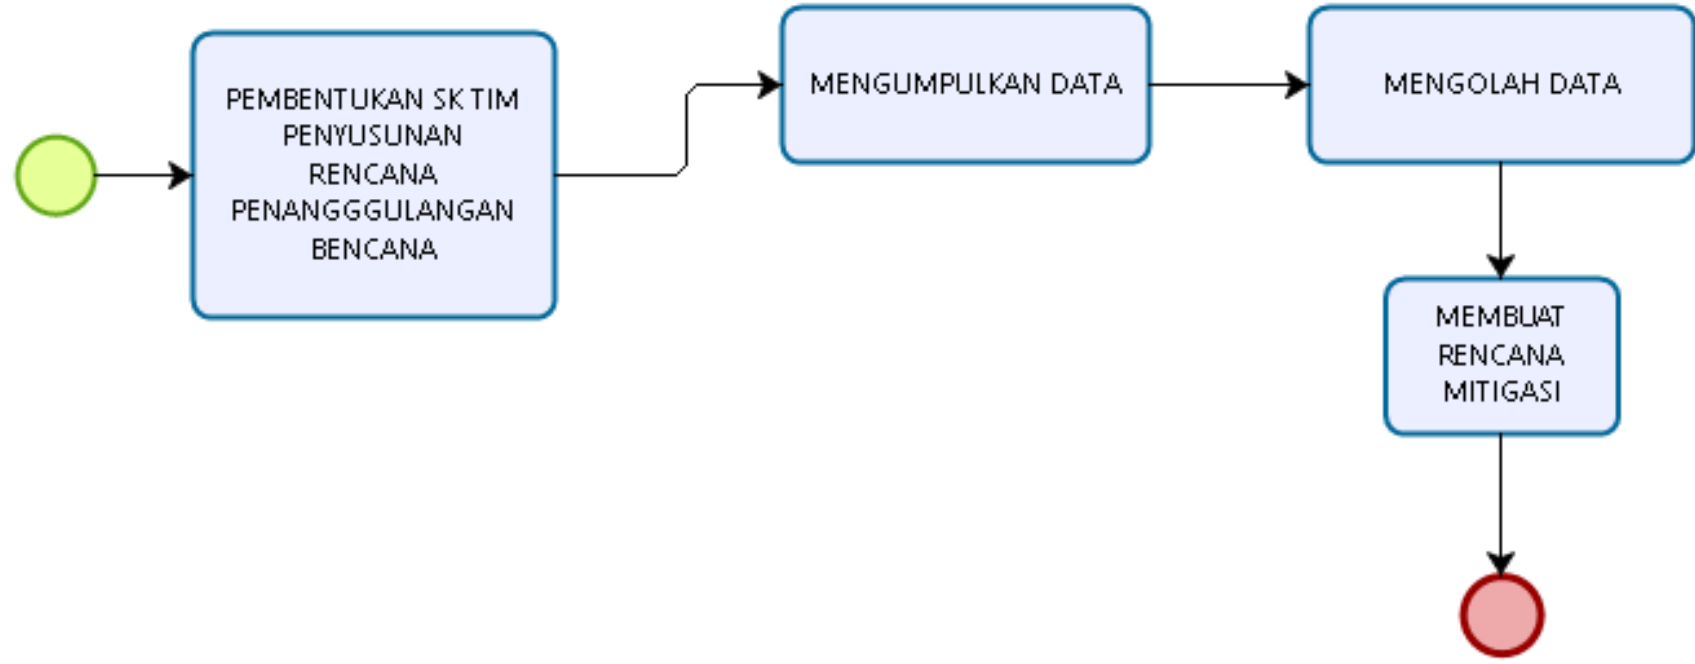 PEMBENTUKAN SK TIM
PENYUSUNAN
RENCANA
PENANGGGULANGAN
BENCANA
MENGUMPULKAN DATA
MENGOLAH DATA
MEMBUAT
RENCANA
MITIGASI